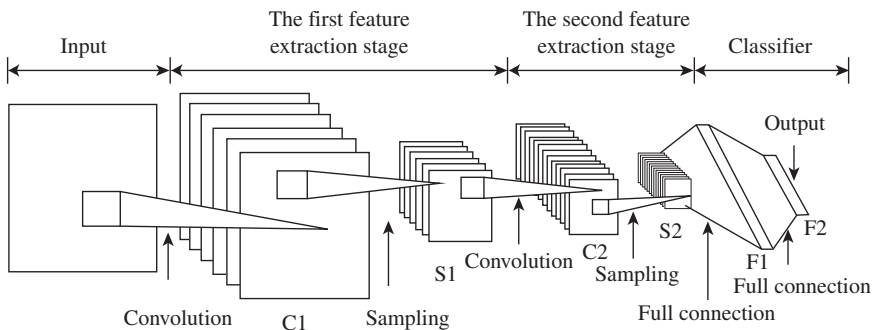 Input
The first feature
extraction stage
The second feature
extraction stage
Classifier
Output
Convolution
C1
Sampling
S1
Convolution
C2
Sampling
S2
Full connection
F1
F2
Full connection